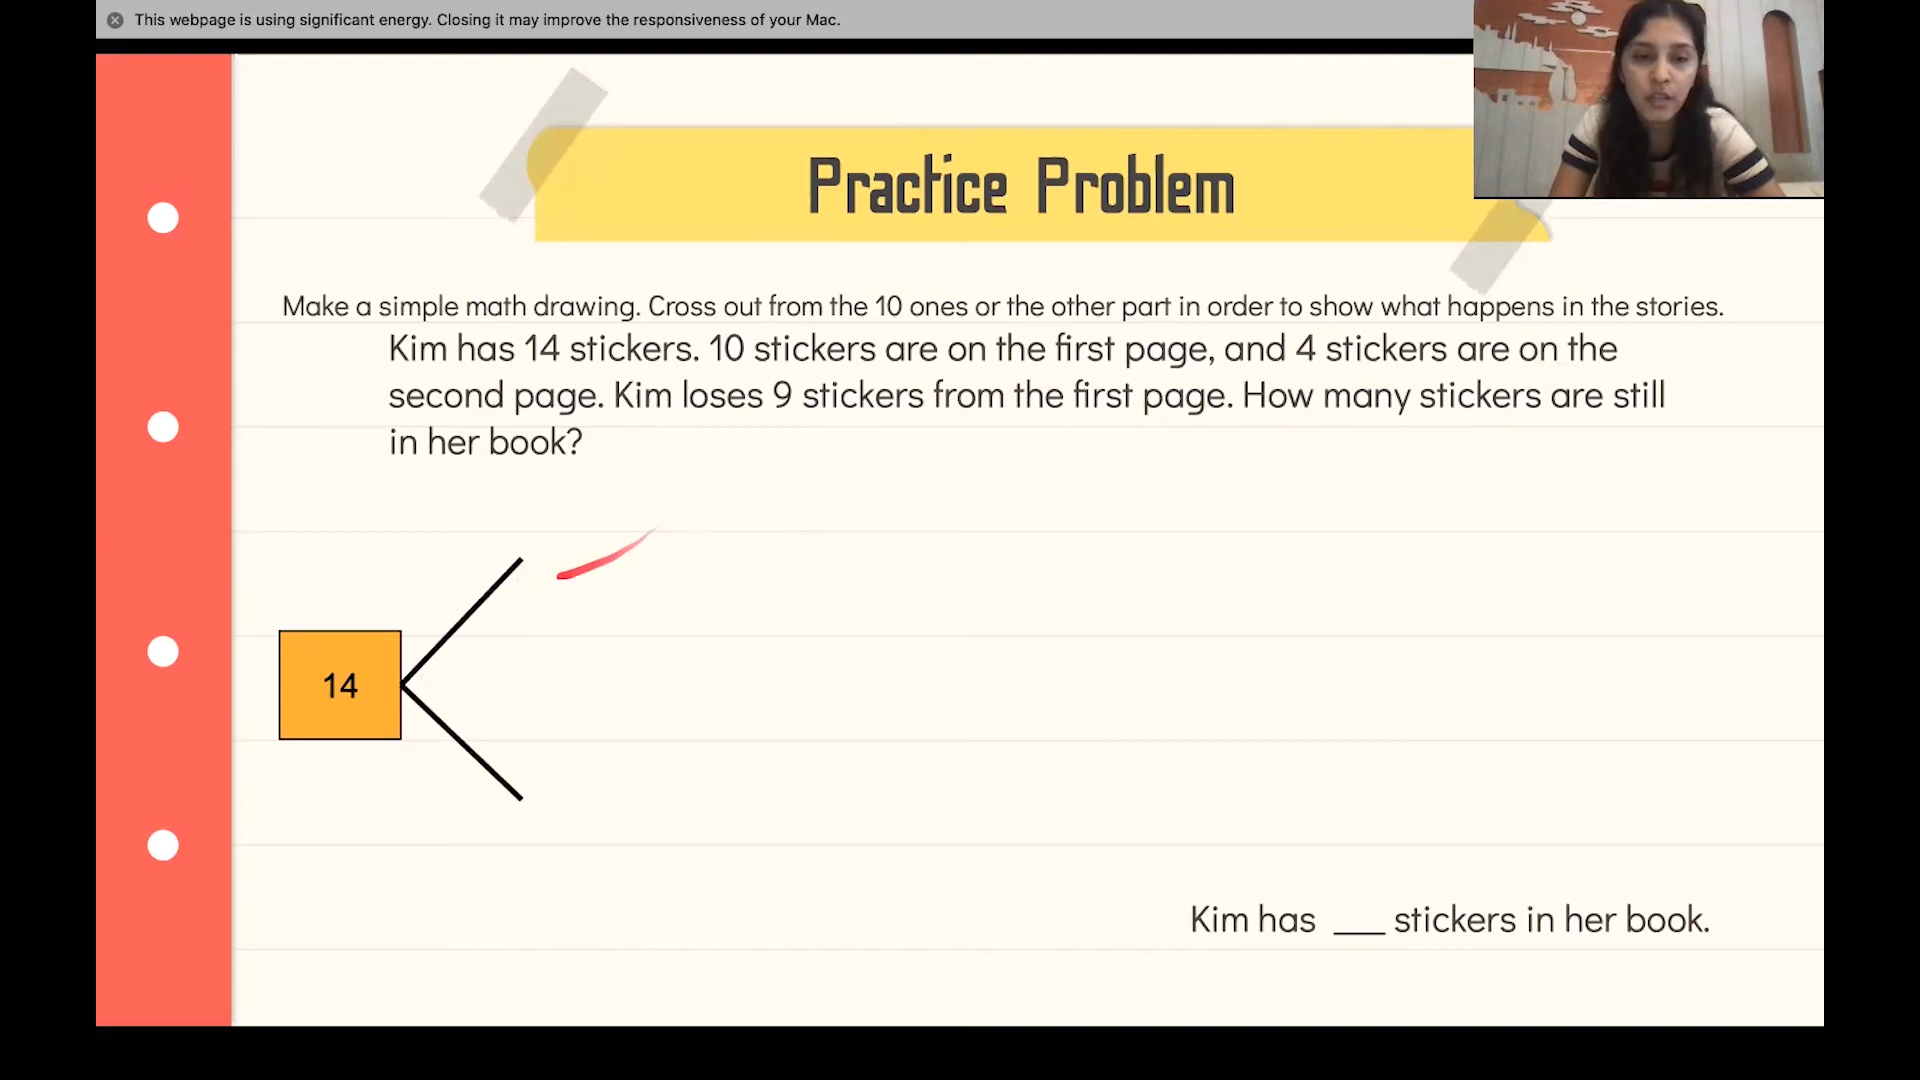 This webpage is using significant energy. Closing it may improve the responsiveness of your Mac.
Practice Problem
Make a simple math drawing. Cross out from the 10 ones or the other part in order to show what happens in the stories.
Kim has 14 stickers. 10 stickers are on the first page, and 4 stickers are on the
second page. Kim loses 9 stickers from the first page. How many stickers are still
in her book?
14
Kim has ___ stickers in her book.